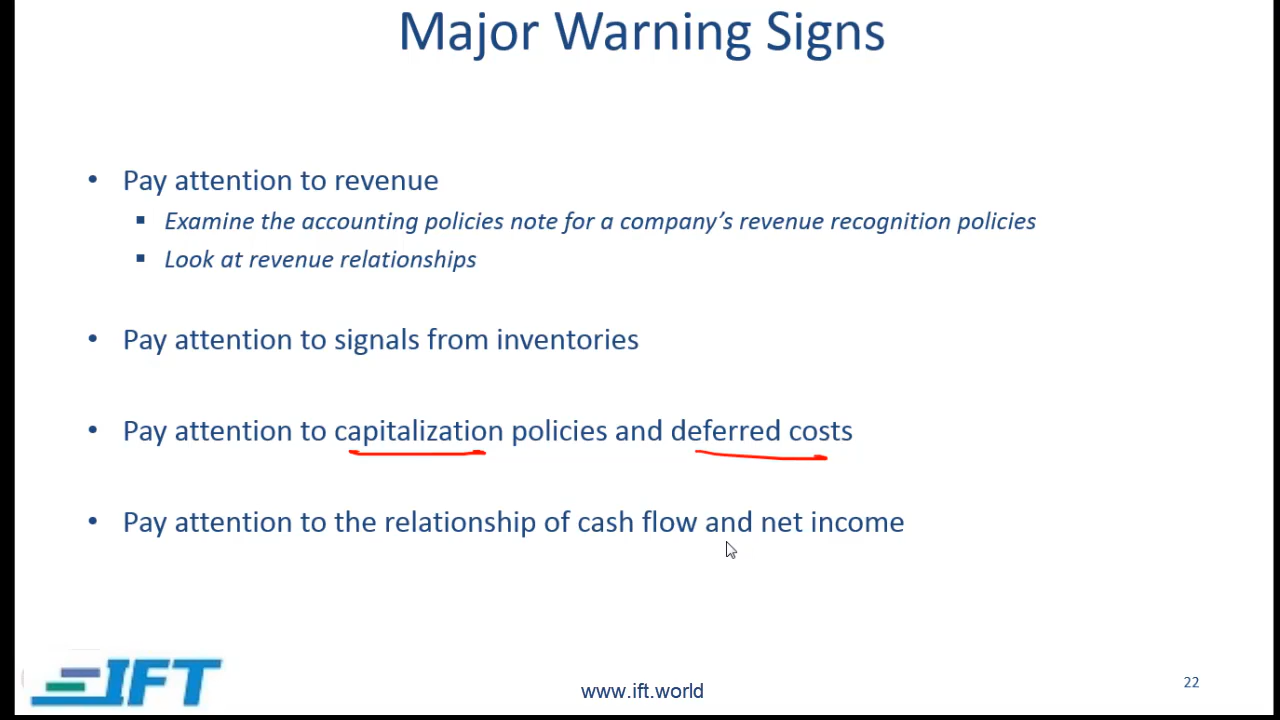 Major Warning Signs
• Pay attention to revenue
▪ Examine the accounting policies note for a company’s revenue recognition policies
▪ Look at revenue relationships
• Pay attention to signals from inventories
• Pay attention to capitalization policies and deferred costs
• Pay attention to the relationship of cash flow and net income
IFT
www.ift.world
22